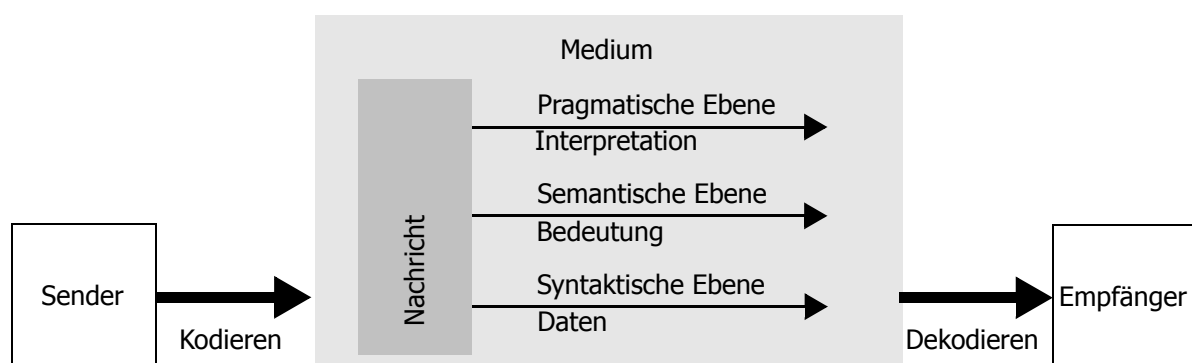 Medium
Pragmatische Ebene
Interpretation
Semantische Ebene
Bedeutung
Syntaktische Ebene
Daten
Nachricht
Sender
Kodieren
Dekodieren
Empfänger